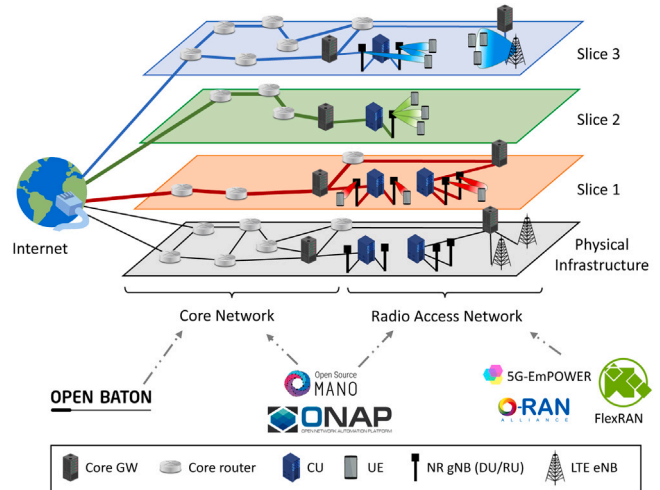 Slice 3
Slice 2
Slice 1
Internet
Physical
Infrastructure
Core Network
Radio Access Network
OPEN BATON
Open Source
MANO
ONAP
OPEN NETWORK AUTOMATION PLATFORM
5G-EmPOWER
O-RAN
ALLIANCE
FlexRAN
Core GW
Core router
CU
UE
NR gNB (DU/RU)
LTE eNB